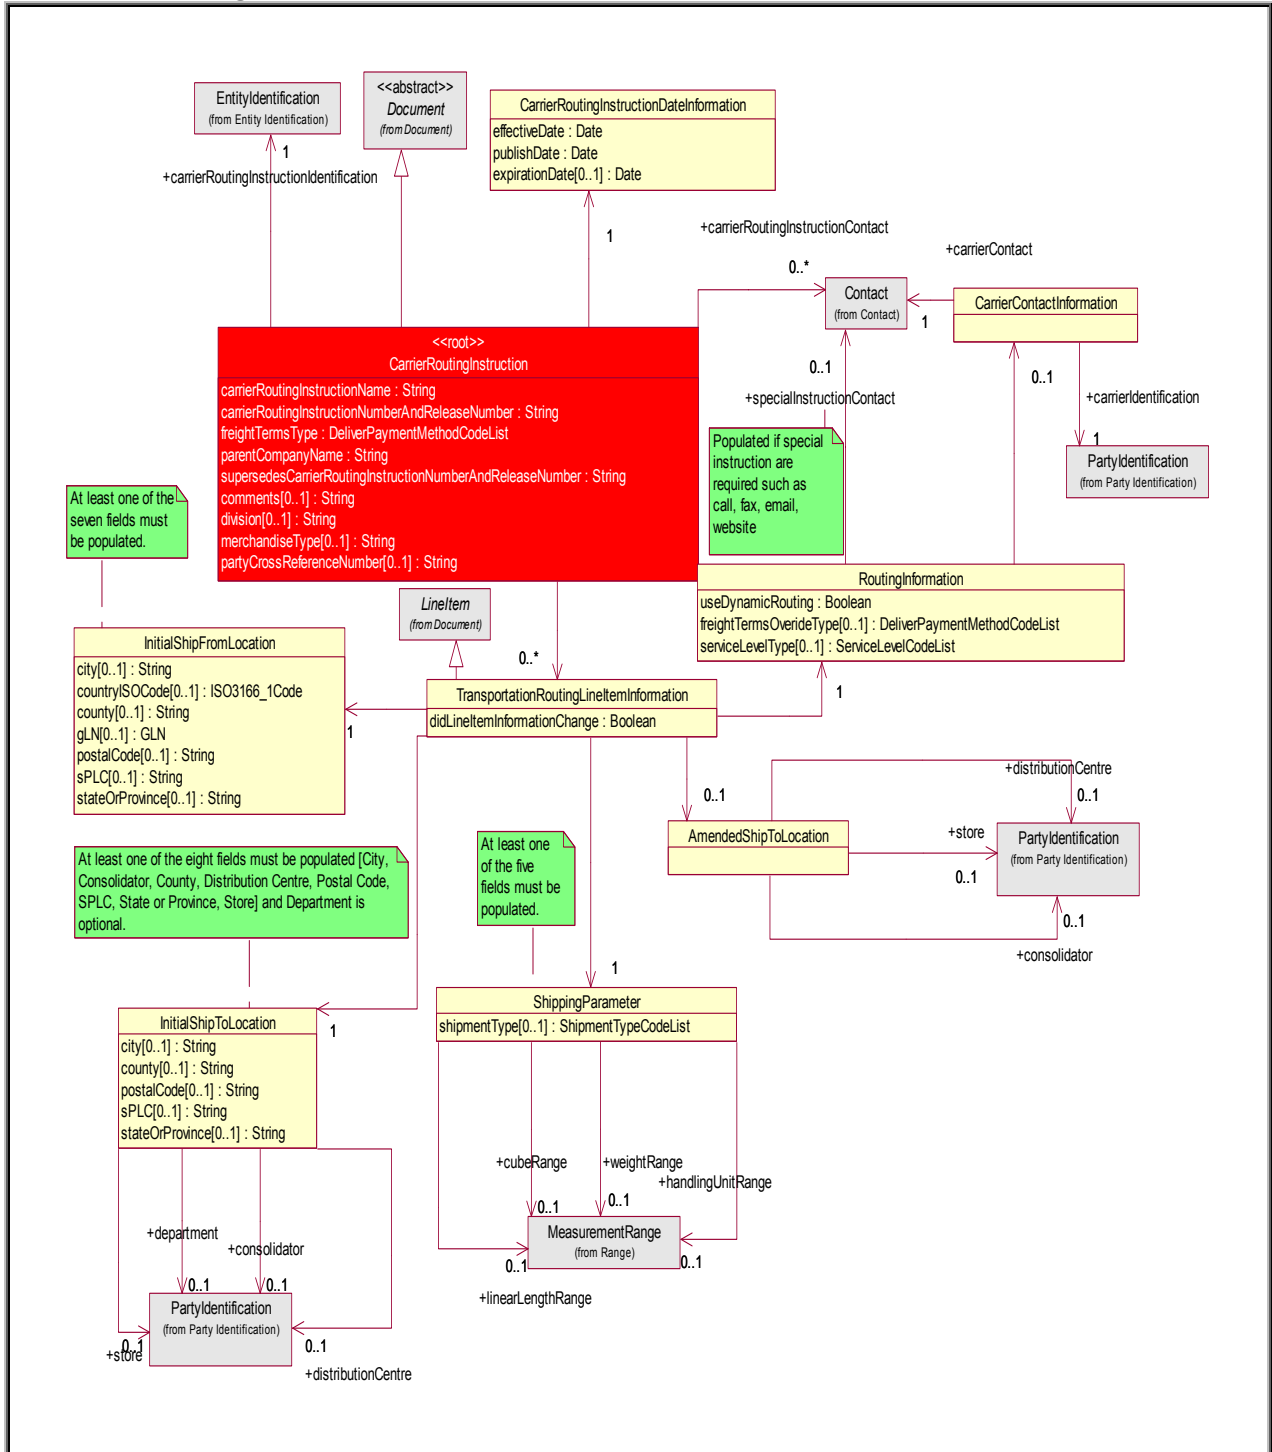 EntityIdentification
(from Entity Identification)
<<abstract>>
Document
(from Document)
CarrierRoutingInstructionDateInformation
effectiveDate : Date
publishDate : Date
expirationDate[0..1] : Date
1
+carrierRoutingInstructionIdentification
1
+carrierRoutingInstructionContact
0..*
+carrierContact
Contact
(from Contact)
1
CarrierContactInformation
<<root>>
CarrierRoutingInstruction
carrierRoutingInstructionName : String
carrierRoutingInstructionNumberAndReleaseNumber : String
freightTermsType : DeliverPaymentMethodCodeList
parentCompanyName : String
supersedesCarrierRoutingInstructionNumberAndReleaseNumber : String
comments[0..1] : String
division[0..1] : String
merchandiseType[0..1] : String
partyCrossReferenceNumber[0..1] : String
0..1
+specialInstructionContact
0..1
+carrierIdentification
1
PartyIdentification
(from Party Identification)
Populated if special
instruction are
required such as
call, fax, email,
website
At least one of the
seven fields must
be populated.
RoutingInformation
useDynamicRouting : Boolean
freightTermsOverideType[0..1] : DeliverPaymentMethodCodeList
serviceLevelType[0..1] : ServiceLevelCodeList
LineItem
(from Document)
0..*
1
InitialShipFromLocation
city[0..1] : String
countryISOCode[0..1] : ISO3166_1Code
county[0..1] : String
gLN[0..1] : GLN
postalCode[0..1] : String
sPLC[0..1] : String
stateOrProvince[0..1] : String
1
TransportationRoutingLineItemInformation
didLineItemInformationChange : Boolean
0..1
+distributionCentre
0..1
AmendedShipToLocation
+store
0..1
PartyIdentification
(from Party Identification)
0..1
+consolidator
At least one of the eight fields must be populated [City,
Consolidator, County, Distribution Centre, Postal Code,
SPLC, State or Province, Store] and Department is
optional.
At least one
of the five
fields must be
populated.
1
ShippingParameter
shipmentType[0..1] : ShipmentTypeCodeList
1
InitialShipToLocation
city[0..1] : String
county[0..1] : String
postalCode[0..1] : String
sPLC[0..1] : String
stateOrProvince[0..1] : String
+cubeRange
+weightRange
+handlingUnitRange
0..1
0..1
MeasurementRange
(from Range)
0..1
0..1
+linearLengthRange
+department
+consolidator
0..1
0..1
PartyIdentification
(from Party Identification)
0..1
+store
0..1
+distributionCentre